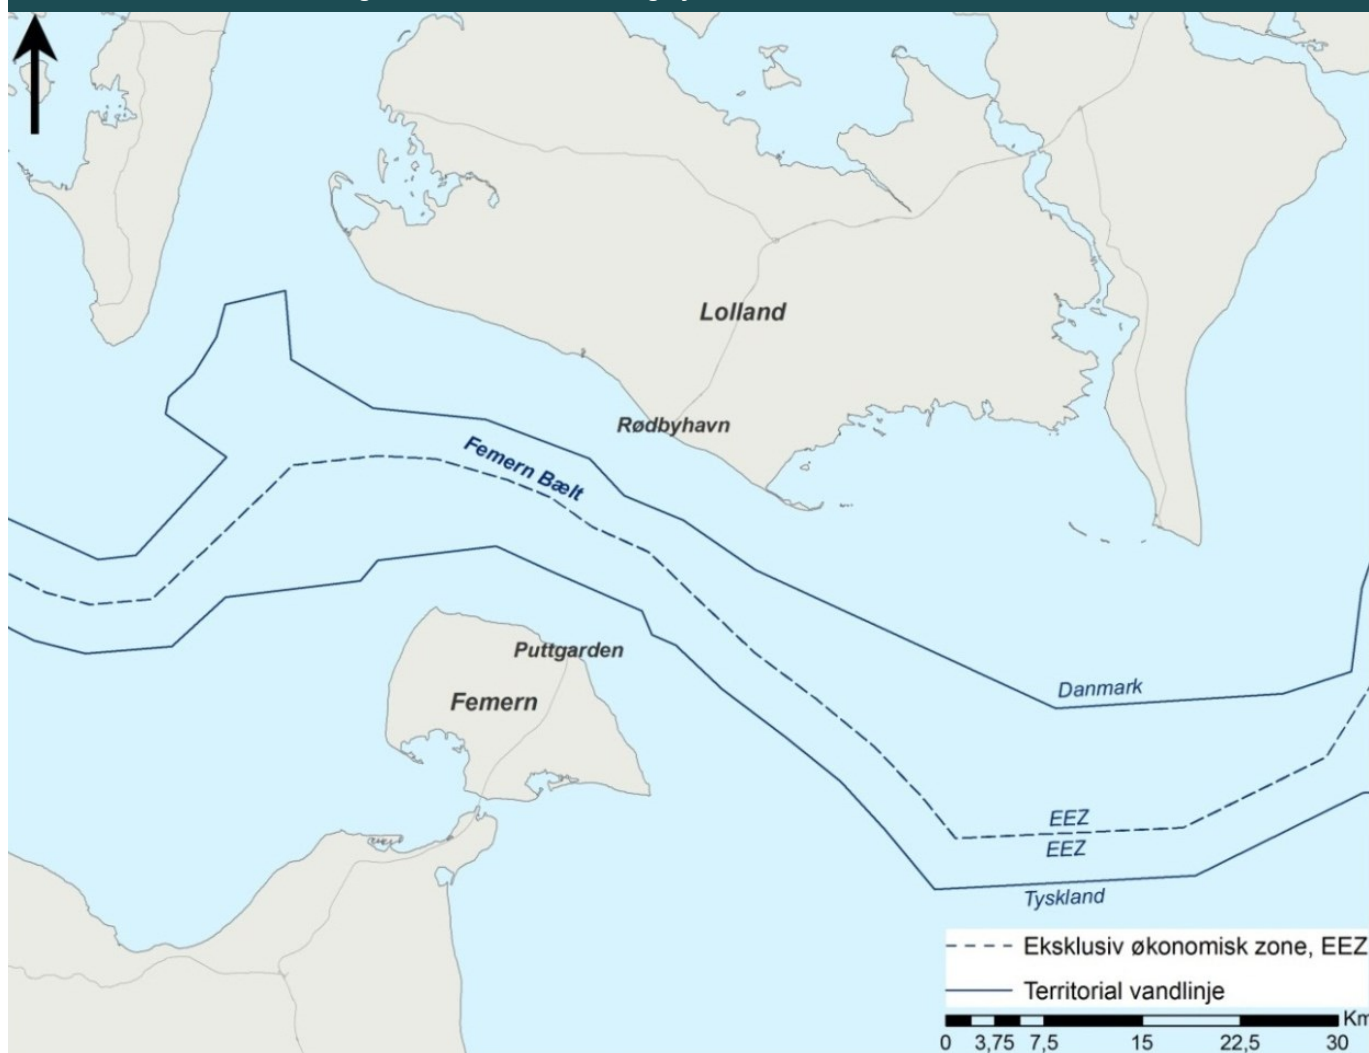 Lolland
Rødbyhavn
Femern Bælt
Puttgarden
Femern
Danmark
EEZ
EEZ
Tyskland
Eksklusiv økonomisk zone, EEZ
Territorial vandlinje
Km
0 3,75 7,5 15 22,5 30